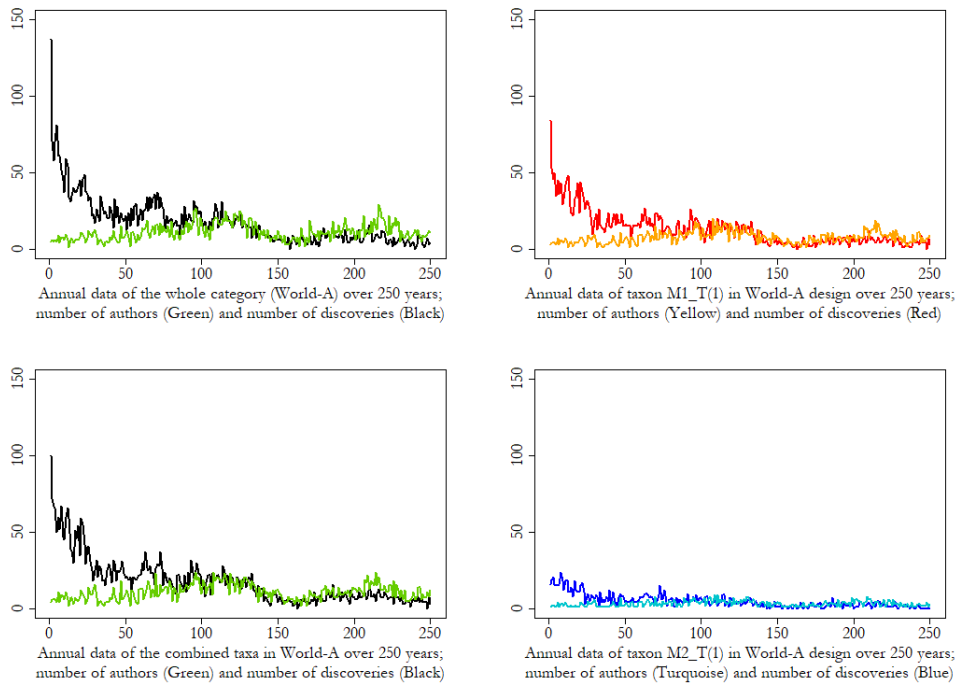 150
100
50
0
0 50 100 150 200 250
Annual data of the whole category (World-A) over 250 years;
number of authors (Green) and number of discoveries (Black)
150
100
50
0
0 50 100 150 200 250
Annual data of taxon M1_T(1) in World-A design over 250 years;
number of authors (Yellow) and number of discoveries (Red)
150
100
50
0
0 50 100 150 200 250
Annual data of the combined taxa in World-A over 250 years;
number of authors (Green) and number of discoveries (Black)
150
100
50
0
0 50 100 150 200 250
Annual data of taxon M2_T(1) in World-A design over 250 years;
number of authors (Turquoise) and number of discoveries (Blue)